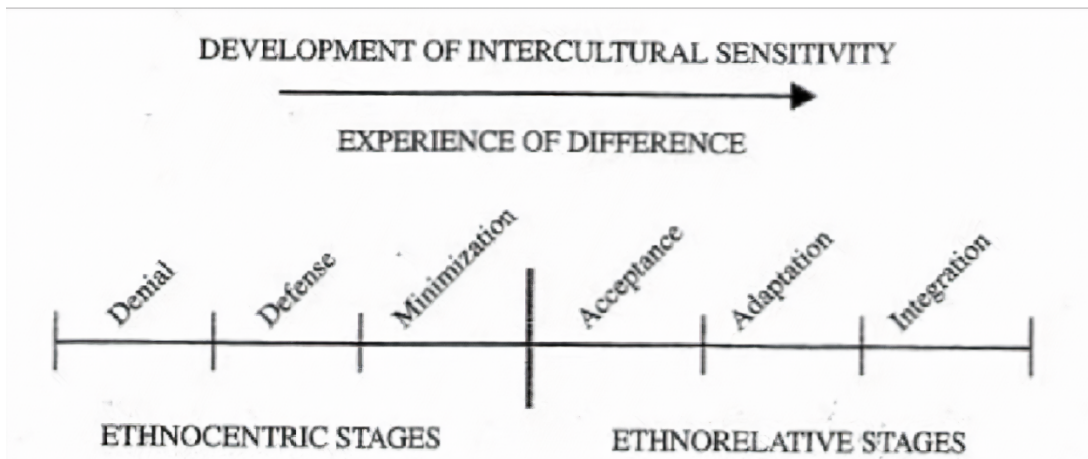 DEVELOPMENT OF INTERCULTURAL SENSITIVITY
EXPERIENCE OF DIFFERENCE
Denial
Defense
Minimization
Acceptance
Adaptation
Integration
ETHNOCENTRIC STAGES
ETHNORELATIVE STAGES